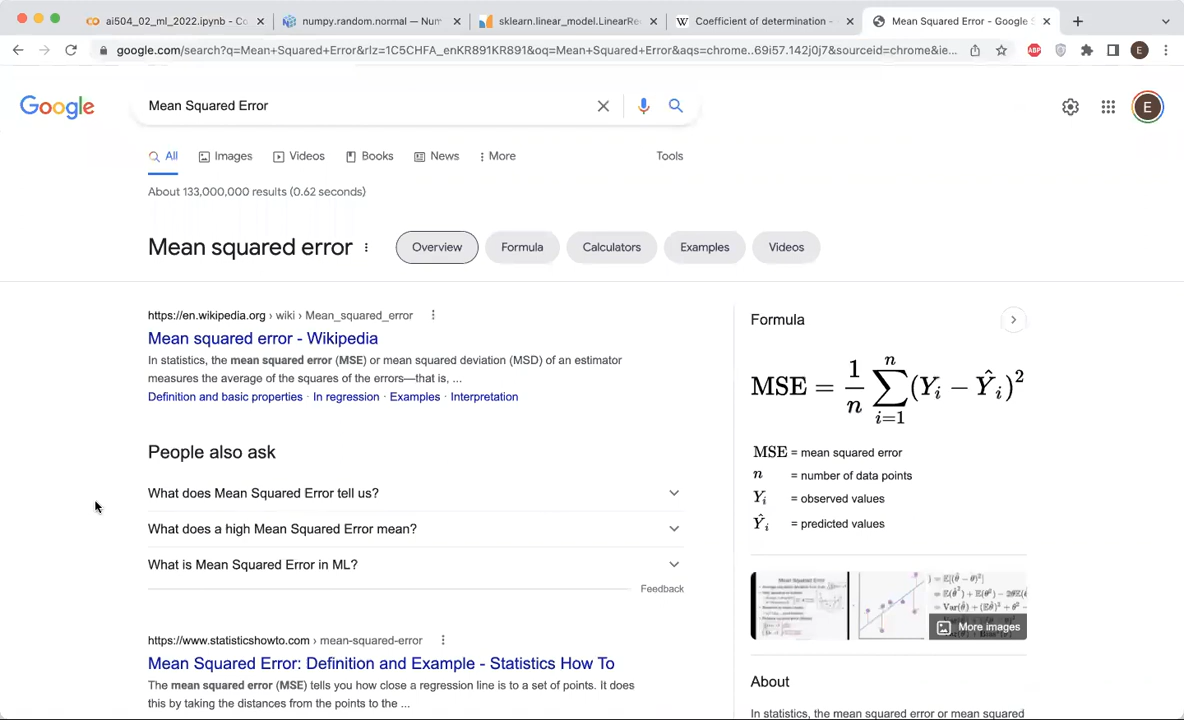 ai504_02_ml_2022.ipynb - Co
numpy.random.normal — Num
sklearn.linear_model.LinearRe
Coefficient of determination -
Mean Squared Error - Google S
google.com/search?q=Mean+Squared+Error&rlz=1C5CHFA_enKR891KR891&oq=Mean+Squared+Error&aqs=chrome..69i57.142j0j7&sourceid=chrome&ie...
ABP
E
Google
Mean Squared Error
E
All
Images
Videos
Books
News
More
Tools
About 133,000,000 results (0.62 seconds)
Mean squared error
Overview
Formula
Calculators
Examples
Videos
https://en.wikipedia.org › wiki › Mean_squared_error
Mean squared error - Wikipedia
In statistics, the mean squared error (MSE) or mean squared deviation (MSD) of an estimator
measures the average of the squares of the errors—that is, ...
Definition and basic properties · In regression · Examples · Interpretation
People also ask
What does Mean Squared Error tell us?
What does a high Mean Squared Error mean?
What is Mean Squared Error in ML?
Feedback
https://www.statisticshowto.com › mean-squared-error
Mean Squared Error: Definition and Example - Statistics How To
The mean squared error (MSE) tells you how close a regression line is to a set of points. It does
this by taking the distances from the points to the ...
Formula
MSE = 1/n ∑_{i=1}^{n} (Y_i − Ŷ_i)²
MSE = mean squared error
n = number of data points
Y_i = observed values
Ŷ_i = predicted values
Mean Squared Error
More images
About
In statistics, the mean squared error or mean squared